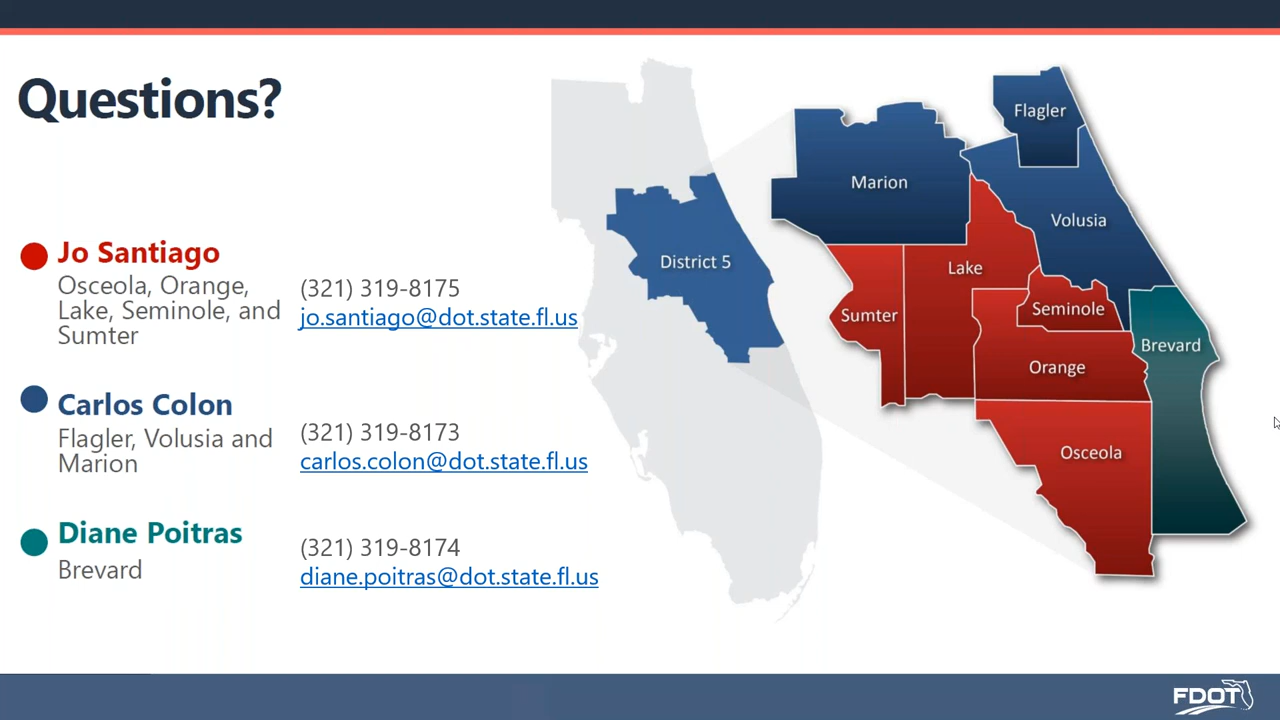 Questions?
Jo Santiago
Osceola, Orange,
Lake, Seminole, and
Sumter
(321) 319-8175
jo.santiago@dot.state.fl.us
Carlos Colon
Flagler, Volusia and
Marion
(321) 319-8173
carlos.colon@dot.state.fl.us
Diane Poitras
Brevard
(321) 319-8174
diane.poitras@dot.state.fl.us
District 5
Flagler
Marion
Volusia
Lake
Seminole
Sumter
Brevard
Orange
Osceola
FDOT